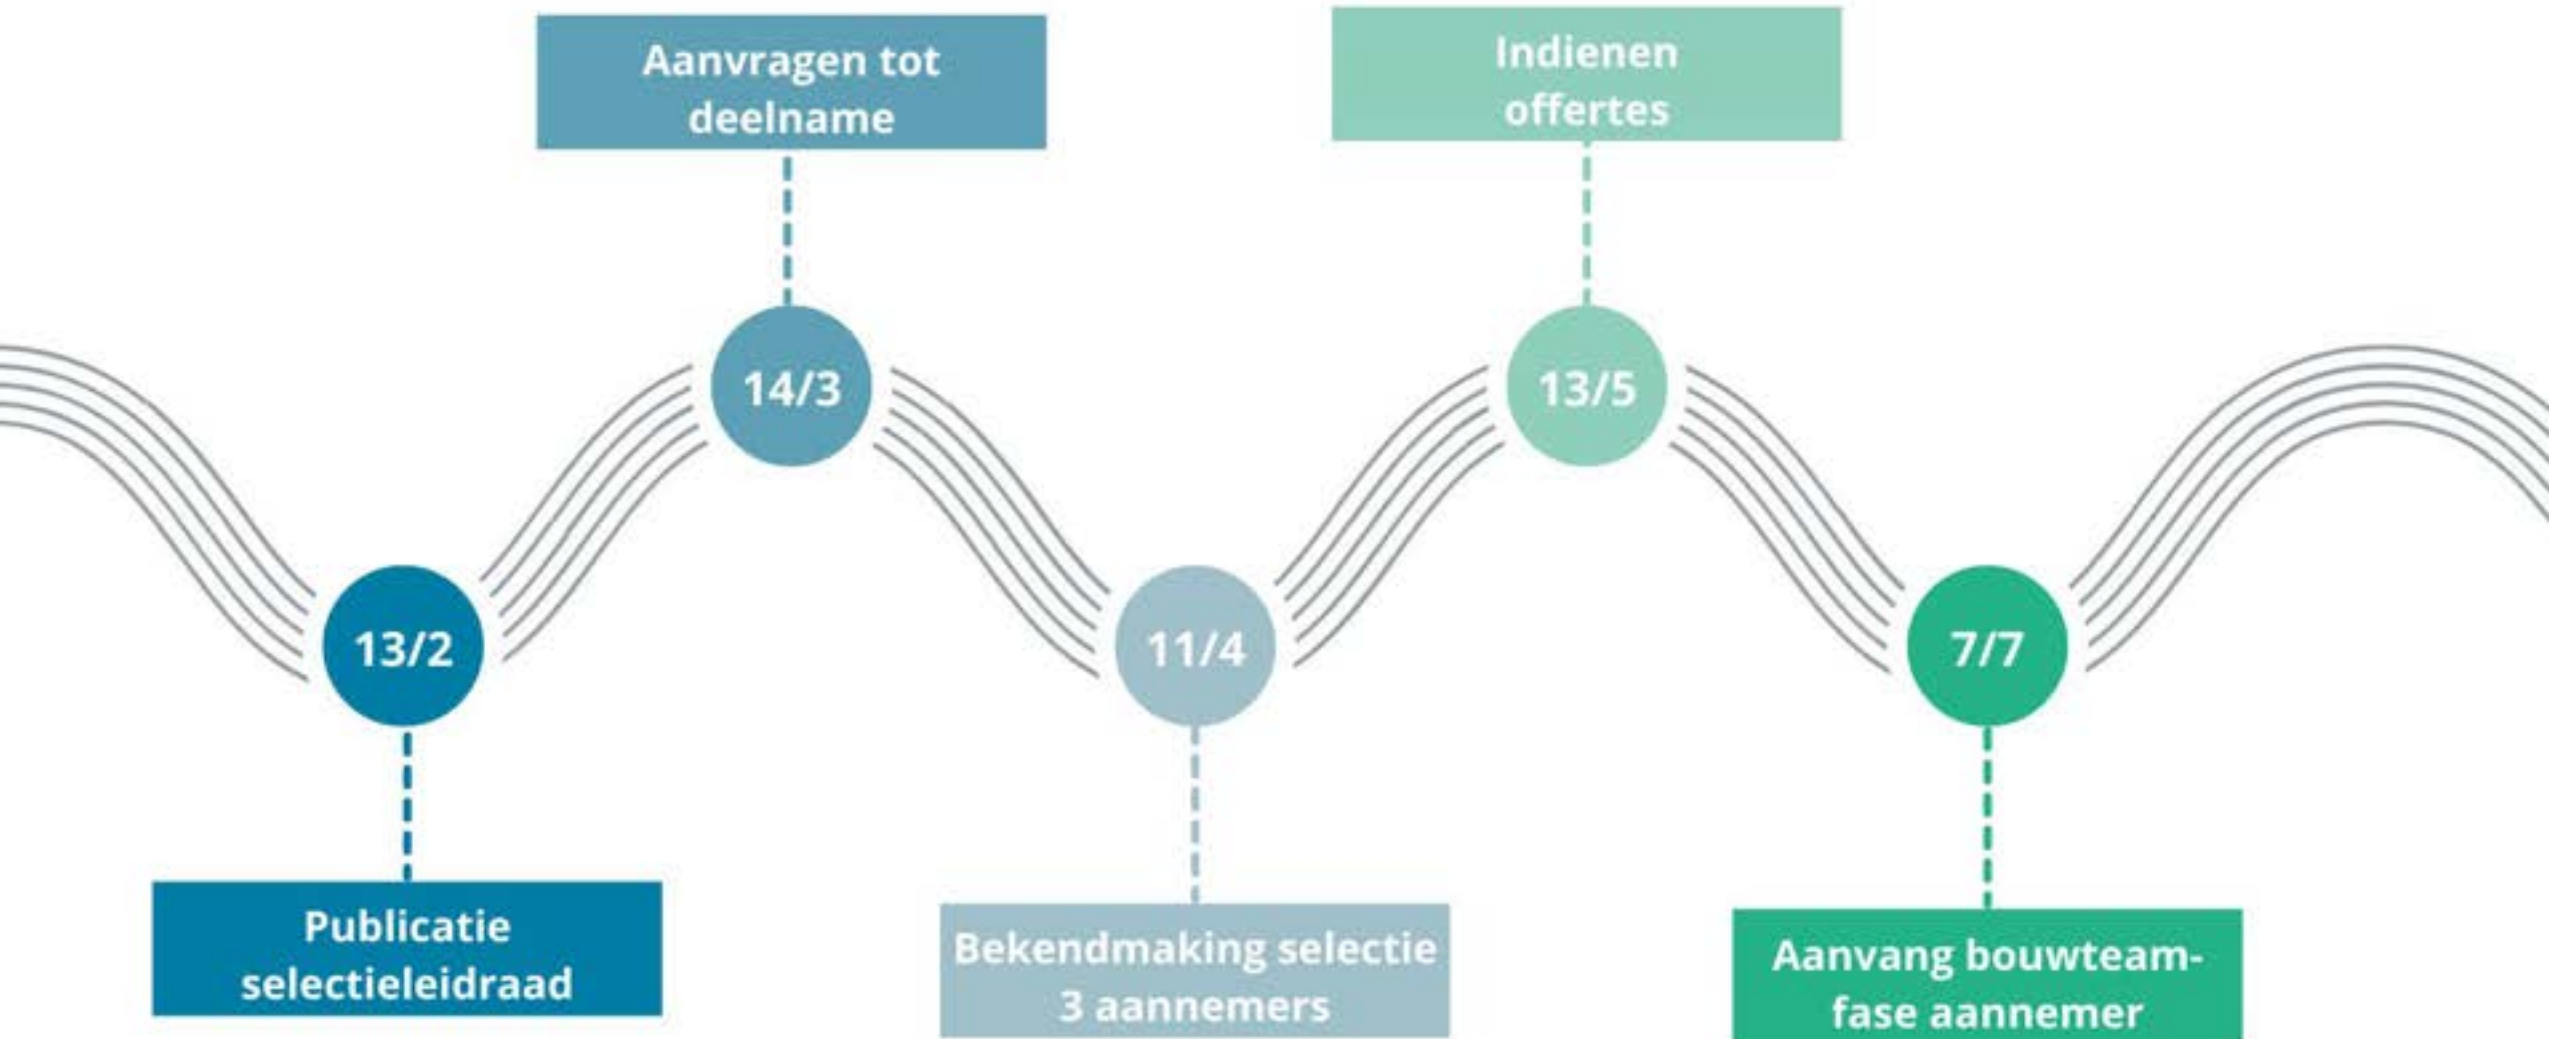 Aanvragen tot
deelname
Indienen
offertes
14/3
13/5
13/2
11/4
7/7
Publicatie
selectieleidraad
Bekendmaking selectie
3 aannemers
Aanvang bouwteam-
fase aannemer